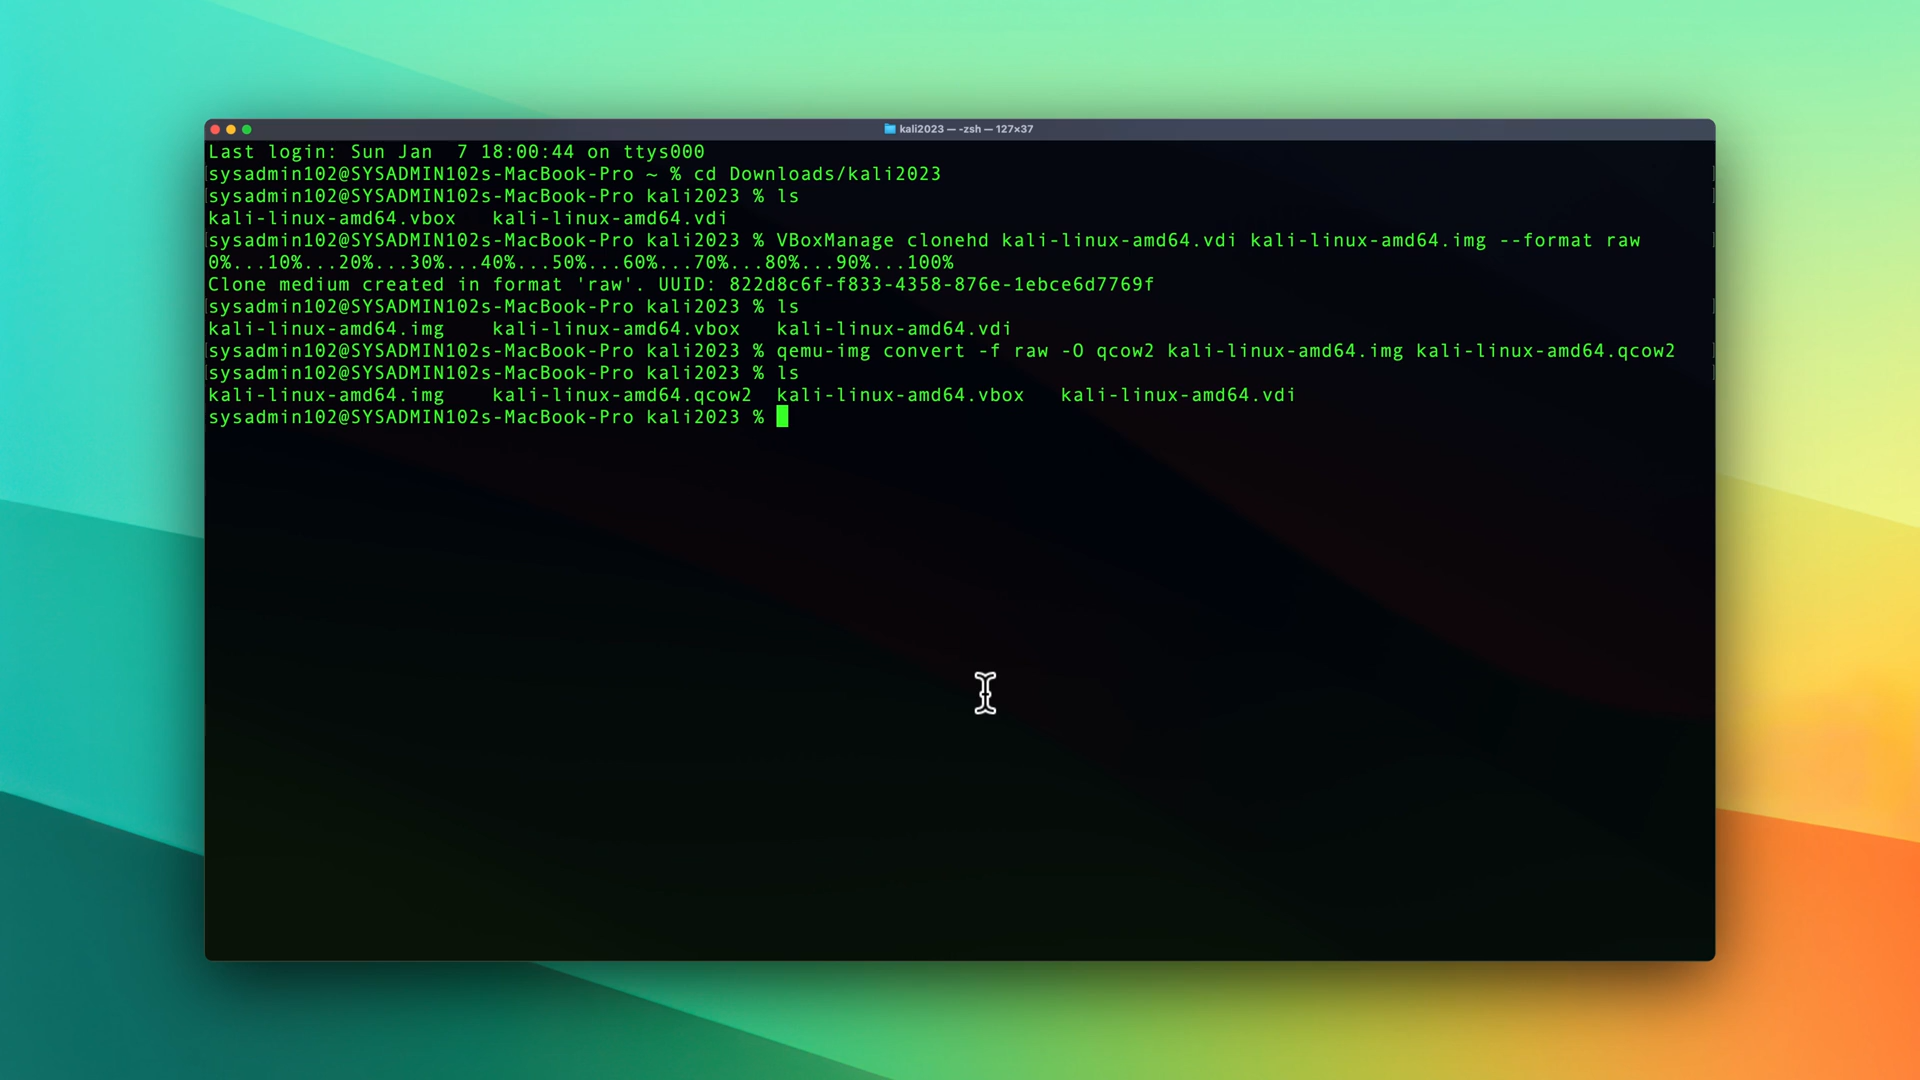 kali2023 — -zsh — 127×37
Last login: Sun Jan  7 18:00:44 on ttys000
sysadmin102@SYSADMIN102s-MacBook-Pro ~ % cd Downloads/kali2023
sysadmin102@SYSADMIN102s-MacBook-Pro kali2023 % ls
kali-linux-amd64.vbox   kali-linux-amd64.vdi
sysadmin102@SYSADMIN102s-MacBook-Pro kali2023 % VBoxManage clonehd kali-linux-amd64.vdi kali-linux-amd64.img --format raw
0%...10%...20%...30%...40%...50%...60%...70%...80%...90%...100%
Clone medium created in format 'raw'. UUID: 822d8c6f-f833-4358-876e-1ebce6d7769f
sysadmin102@SYSADMIN102s-MacBook-Pro kali2023 % ls
kali-linux-amd64.img    kali-linux-amd64.vbox   kali-linux-amd64.vdi
sysadmin102@SYSADMIN102s-MacBook-Pro kali2023 % qemu-img convert -f raw -O qcow2 kali-linux-amd64.img kali-linux-amd64.qcow2
sysadmin102@SYSADMIN102s-MacBook-Pro kali2023 % ls
kali-linux-amd64.img    kali-linux-amd64.qcow2  kali-linux-amd64.vbox   kali-linux-amd64.vdi
sysadmin102@SYSADMIN102s-MacBook-Pro kali2023 %